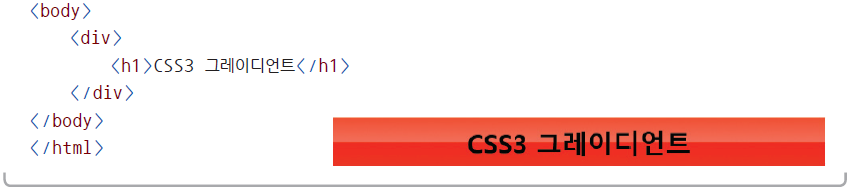 <body>
<div>
<h1>CSS3 그레이디언트</h1>
</div>
</body>
</html>
CSS3 그레이디언트